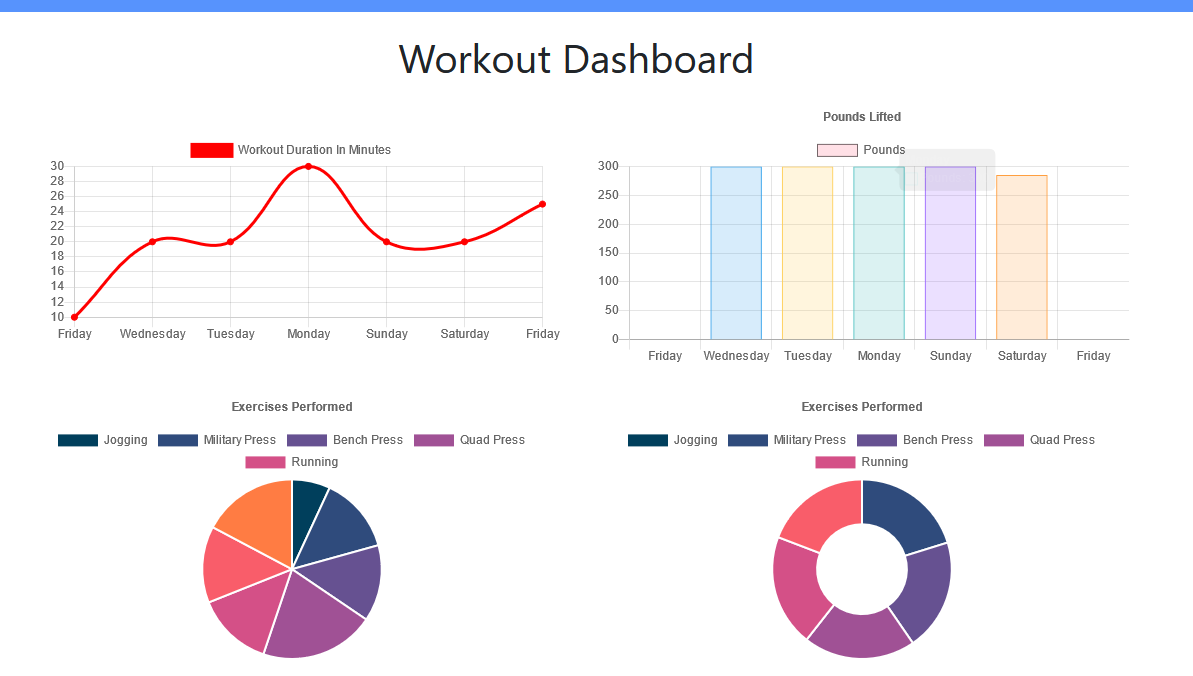 Workout Dashboard
Workout Duration In Minutes
30
28
26
24
22
20
18
16
14
12
10
Friday Wednesday Tuesday Monday Sunday Saturday Friday
Pounds Lifted
Pounds
300
250
200
150
100
50
0
Friday Wednesday Tuesday Monday Sunday Saturday Friday
Exercises Performed
Jogging Military Press Bench Press Quad Press
Running
Exercises Performed
Jogging Military Press Bench Press Quad Press
Running